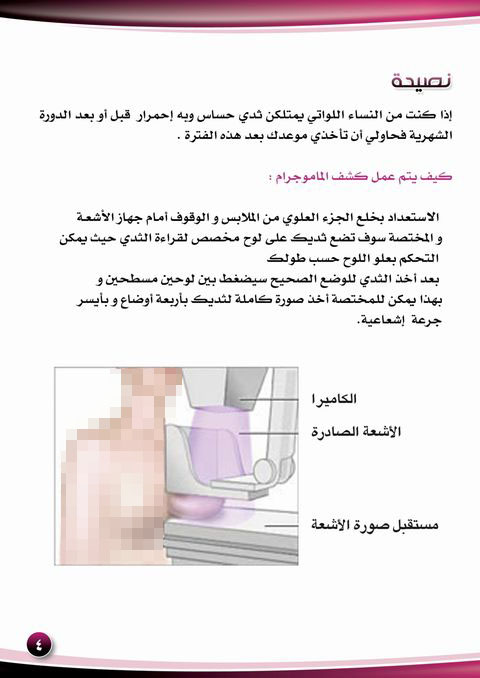 نصيحة
إذا كنت من النساء اللواتي يمتلكن ثدي حساس وبه إحمرار قبل أو بعد الدورة
الشهرية فحاولي أن تأخذي موعدك بعد هذه الفترة .
كيف يتم عمل كشف الماموجرام :
الاستعداد بخلع الجزء العلوي من الملابس و الوقوف أمام جهاز الأشعة
و المختصة سوف تضع ثديك على لوح مخصص لقراءة الثدي حيث يمكن
التحكم بعلو اللوح حسب طولك
بعد أخذ الثدي للوضع الصحيح سيضغط بين لوحين مسطحين و
بهذا يمكن للمختصة أخذ صورة كاملة لثديك بأربعة أوضاع و بأيسر
جرعة إشعاعية.
الكاميرا
الأشعة الصادرة
مستقبل صورة الأشعة
٤